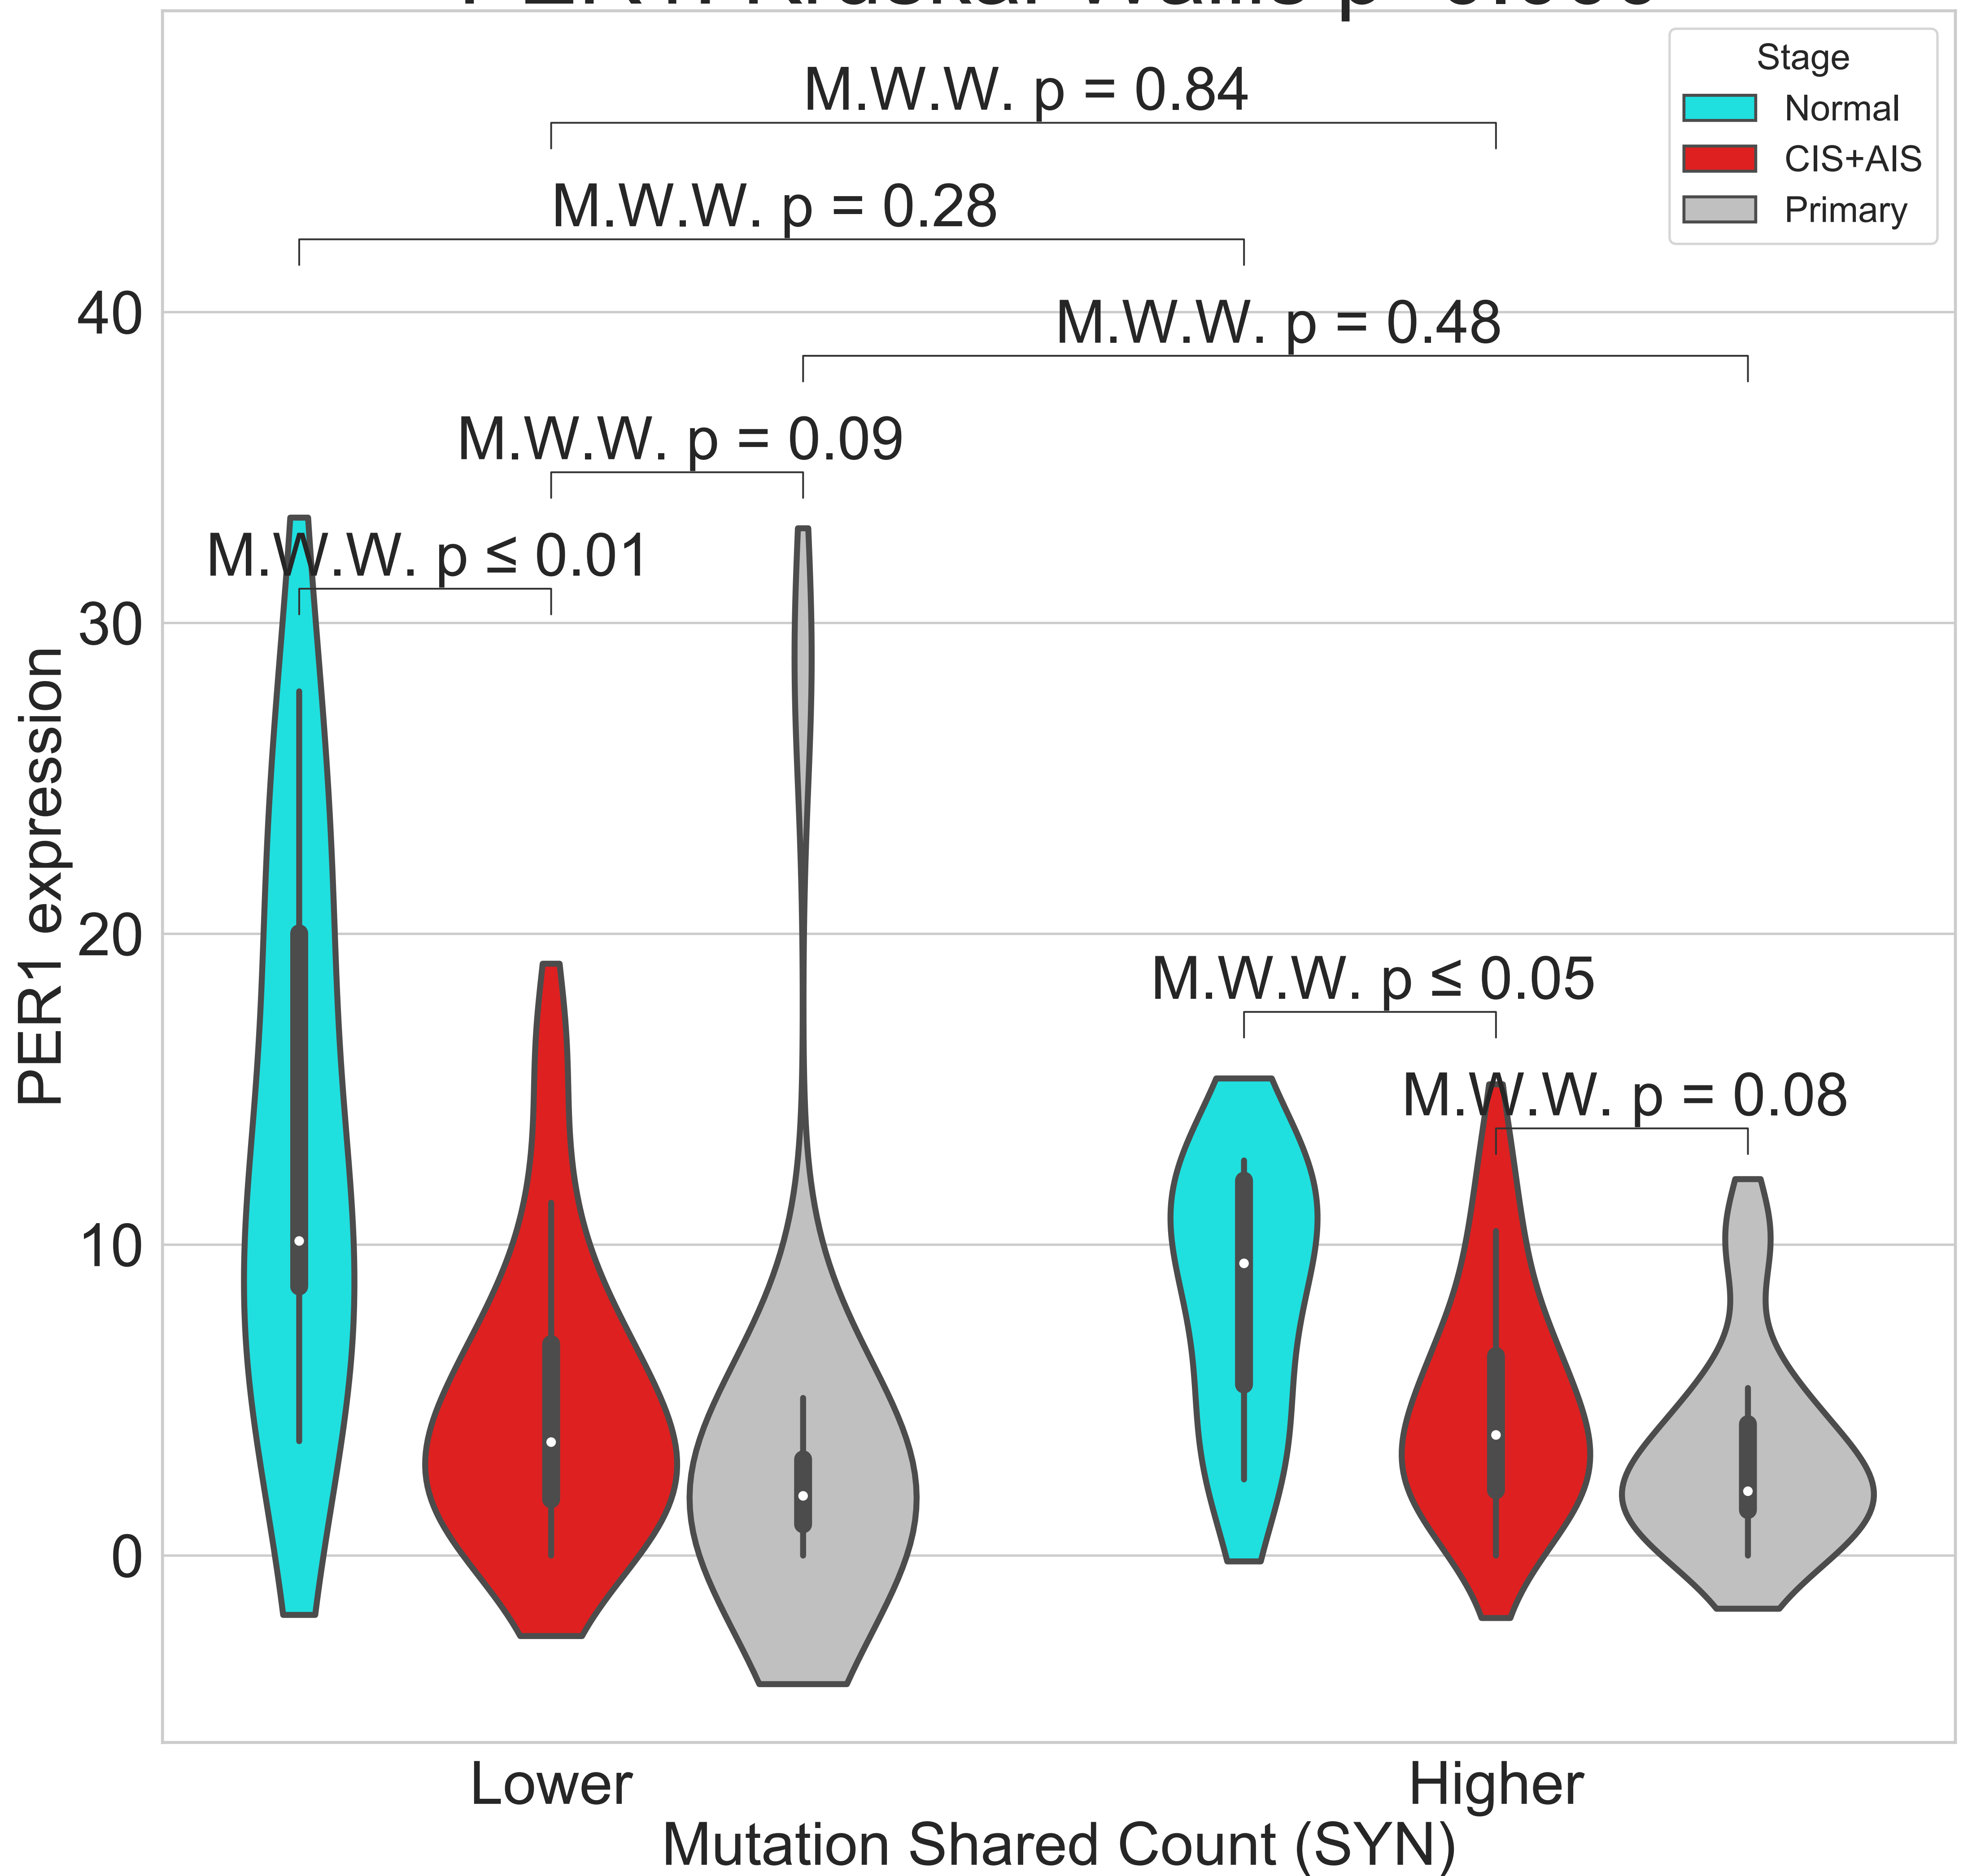 Stage
Normal
CIS+AIS
Primary
M.W.W. p = 0.84
M.W.W. p = 0.28
M.W.W. p = 0.48
M.W.W. p = 0.09
M.W.W. p ≤ 0.01
M.W.W. p ≤ 0.05
M.W.W. p = 0.08
PER1 expression
40
30
20
10
0
Lower
Higher
Mutation Shared Count (SYN)